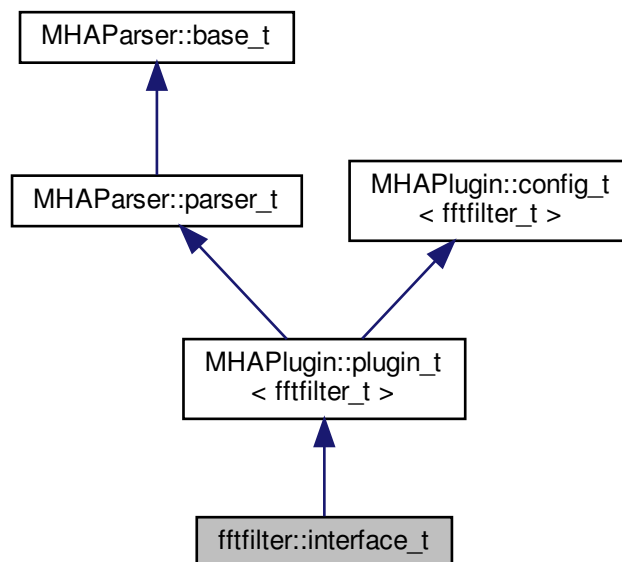 MHAParser::base_t
MHAParser::parser_t
MHAPlugin::config_t
< fftfilter_t >
MHAPlugin::plugin_t
< fftfilter_t >
fftfilter::interface_t